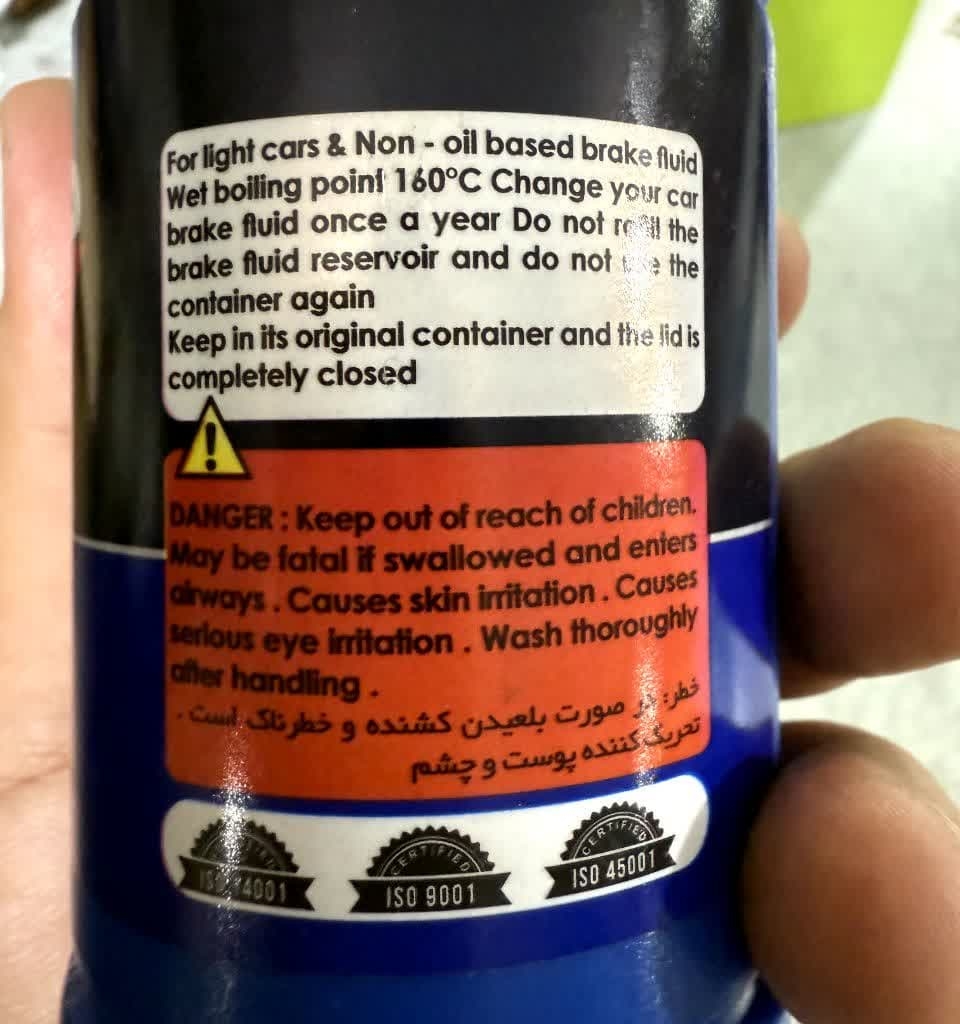 For light cars & Non - oil based brake fluid
Wet boiling point 160°C Change your car
brake fluid once a year Do not refill the
brake fluid reservoir and do not the
container again
Keep in its original container and the lid is
completely closed
DANGER : Keep out of reach of children.
May be fatal if swallowed and enters
airways . Causes skin irritation . Causes
serious eye irritation . Wash thoroughly
after handling .
خطر: در صورت بلعیدن کشنده و خطرناک است .
تحریک کننده پوست و چشم
CERTIFIED
CERTIFIED
ISO 14001
ISO 9001
ISO 45001